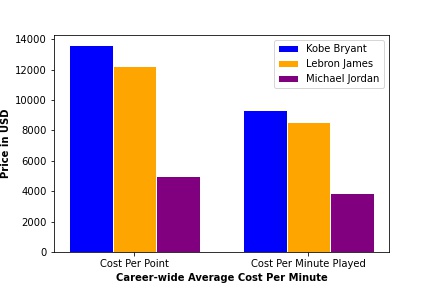 14000
12000
10000
8000
6000
4000
2000
0
Price in USD
Kobe Bryant
Lebron James
Michael Jordan
Cost Per Point
Cost Per Minute Played
Career-wide Average Cost Per Minute